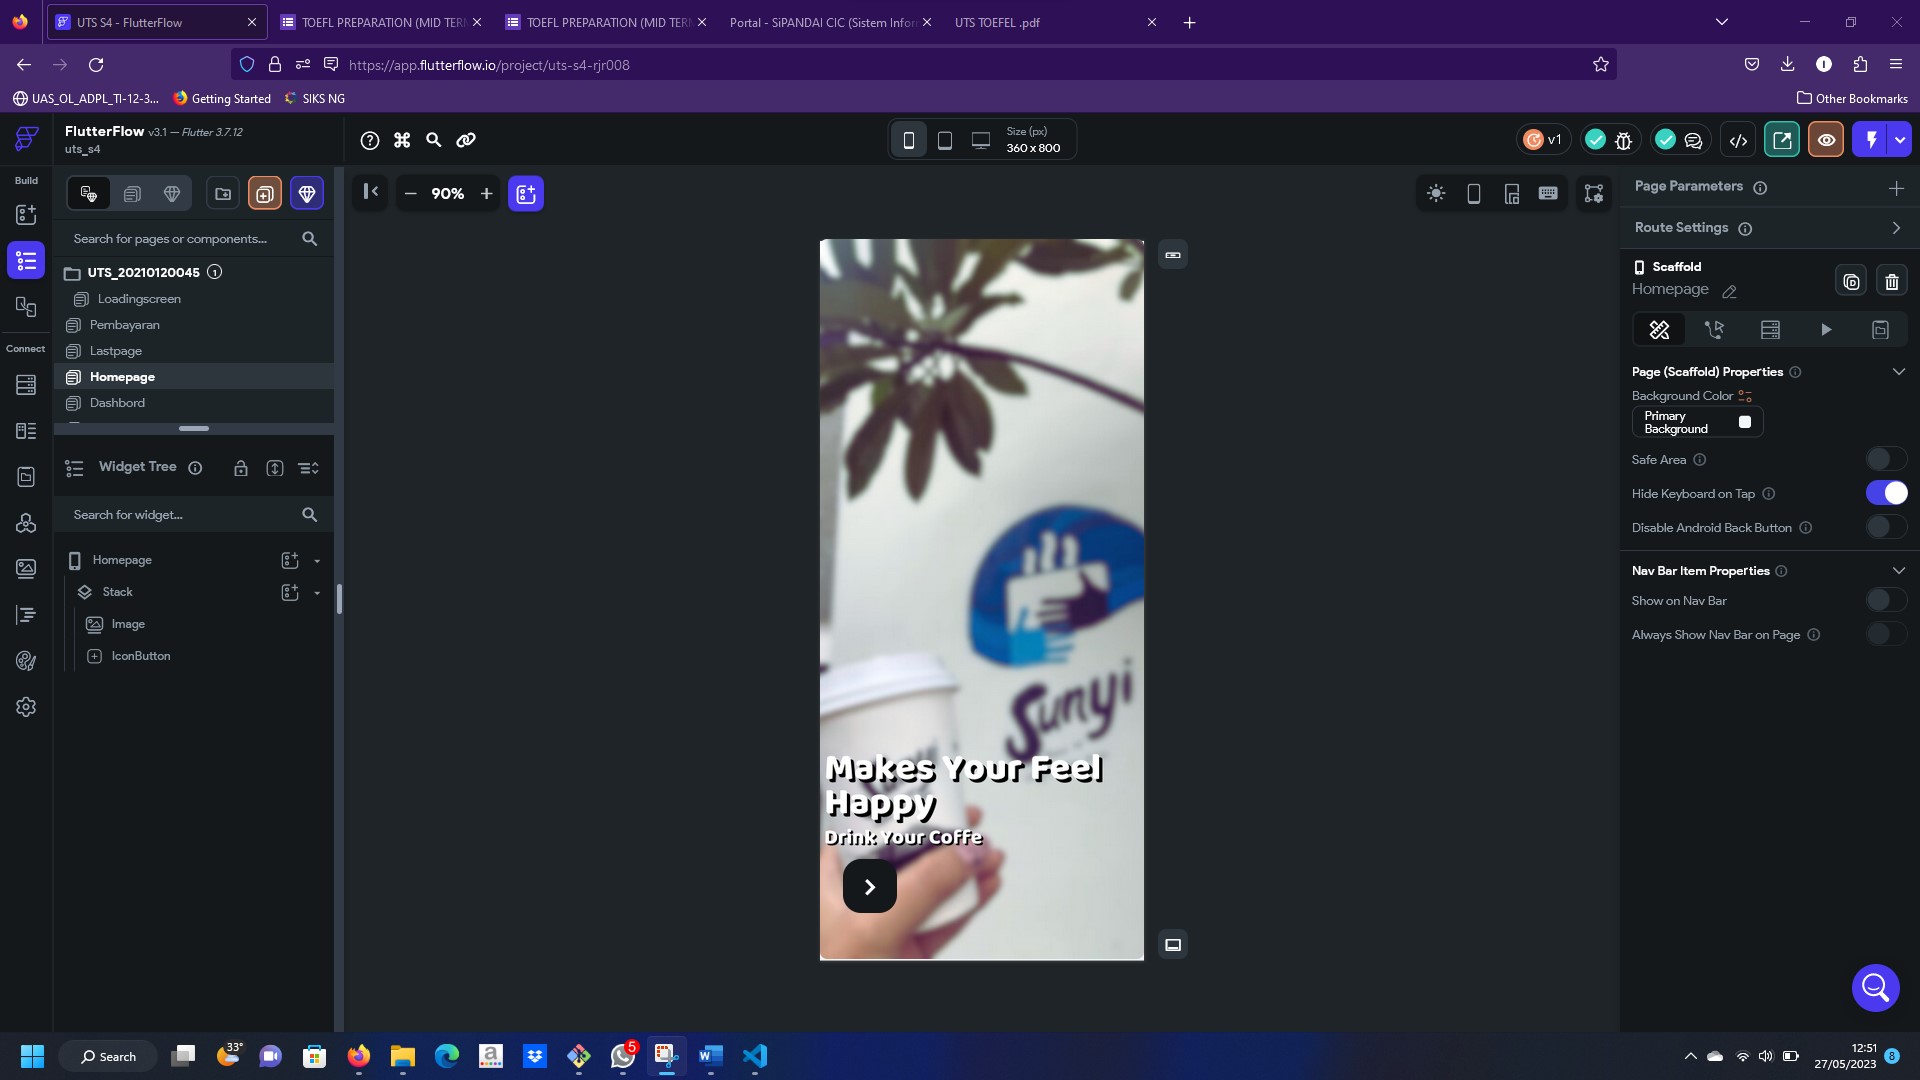 UTS S4 - FlutterFlow
TOEFL PREPARATION (MID TERM
TOEFL PREPARATION (MID TERM
Portal - SiPANDAI CIC (Sistem Infor
UTS TOEFEL .pdf
https://app.flutterflow.io/project/uts-s4-rjr008
UAS_OL_ADPL_TI-12-3...
Getting Started
SIKS NG
Other Bookmarks
FlutterFlow v3.1 — Flutter 3.7.12
uts_s4
Size (px)
360 x 800
v1
Build
90%
Page Parameters
Search for pages or components...
Route Settings
UTS_20210120045 1
Scaffold
Homepage
Loadingscreen
Pembayaran
Connect
Lastpage
Homepage
Dashbord
Page (Scaffold) Properties
Background Color
Primary
Background
Widget Tree
Safe Area
Hide Keyboard on Tap
Search for widget...
Disable Android Back Button
Homepage
Nav Bar Item Properties
Stack
Show on Nav Bar
Image
Always Show Nav Bar on Page
IconButton
Sunyi
Makes Your Feel
Happy
Drink Your Coffe
33°
Search
a
5
W
12:51
27/05/2023
8